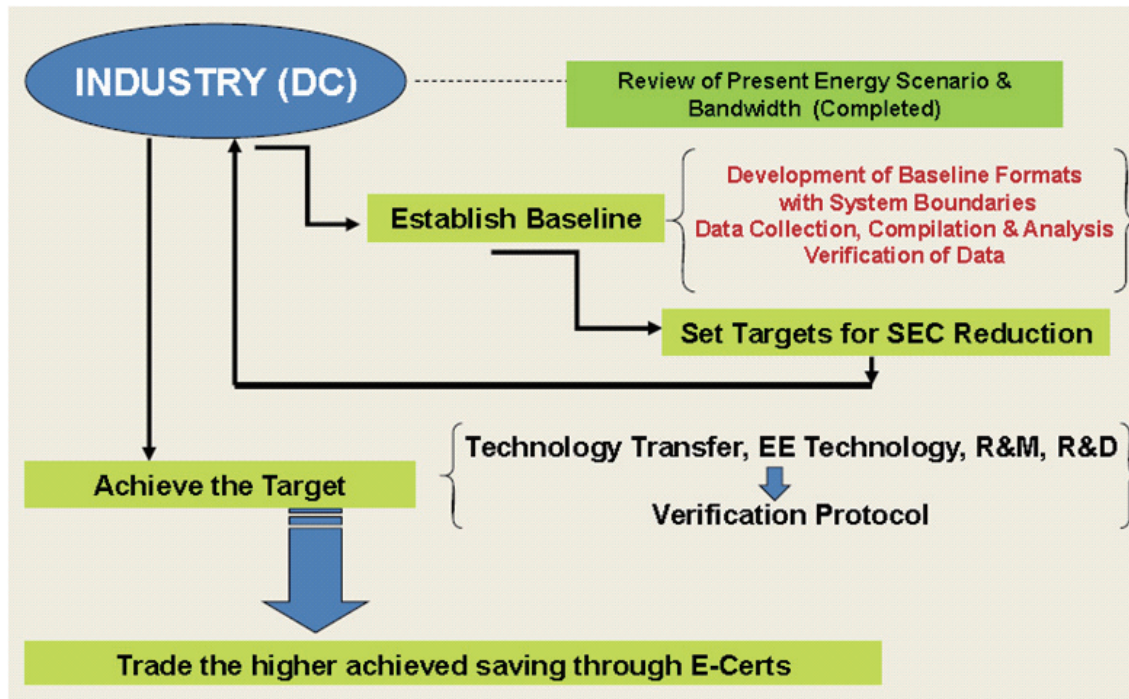 INDUSTRY (DC)
Review of Present Energy Scenario &
Bandwidth (Completed)
Establish Baseline
Development of Baseline Formats
with System Boundaries
Data Collection, Compilation & Analysis
Verification of Data
Set Targets for SEC Reduction
Achieve the Target
Technology Transfer, EE Technology, R&M, R&D
Verification Protocol
Trade the higher achieved saving through E-Certs